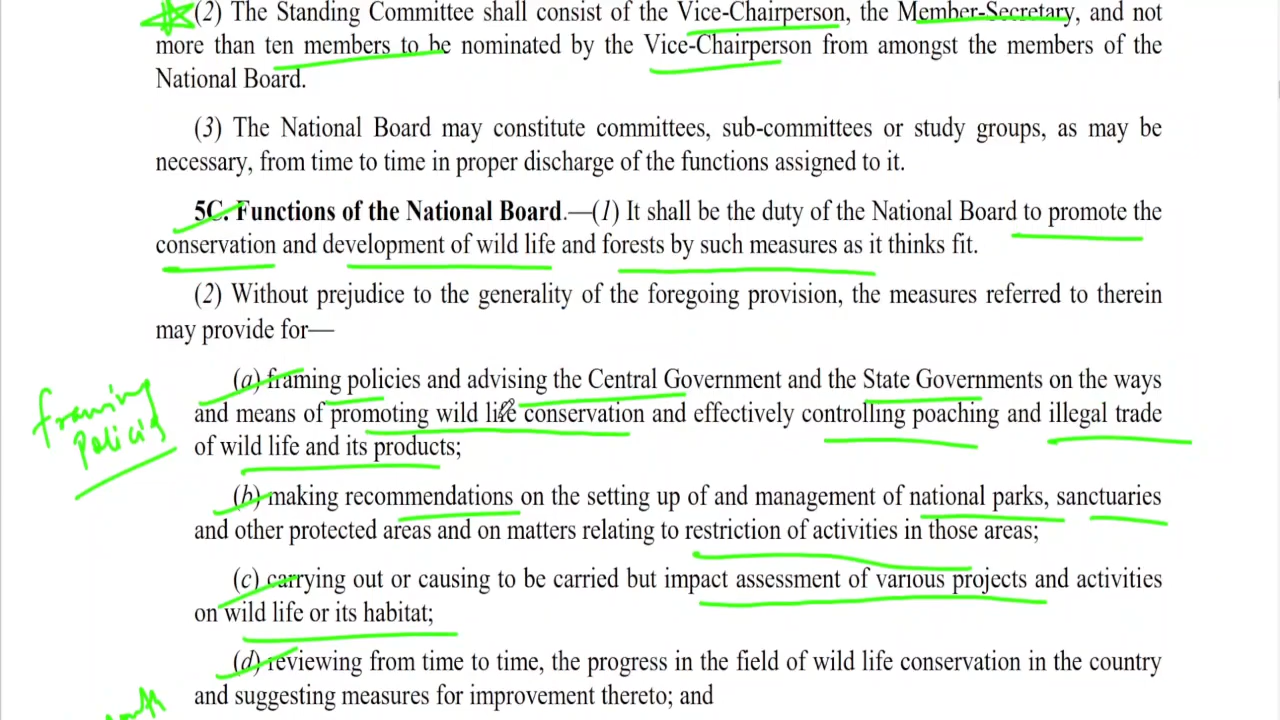 (2) The Standing Committee shall consist of the Vice-Chairperson, the Member-Secretary, and not
more than ten members to be nominated by the Vice-Chairperson from amongst the members of the
National Board.
(3) The National Board may constitute committees, sub-committees or study groups, as may be
necessary, from time to time in proper discharge of the functions assigned to it.
5C. Functions of the National Board.—(1) It shall be the duty of the National Board to promote the
conservation and development of wild life and forests by such measures as it thinks fit.
(2) Without prejudice to the generality of the foregoing provision, the measures referred to therein
may provide for—
(a) framing policies and advising the Central Government and the State Governments on the ways
and means of promoting wild life conservation and effectively controlling poaching and illegal trade
of wild life and its products;
framing
policies
(b) making recommendations on the setting up of and management of national parks, sanctuaries
and other protected areas and on matters relating to restriction of activities in those areas;
(c) carrying out or causing to be carried but impact assessment of various projects and activities
on wild life or its habitat;
(d) reviewing from time to time, the progress in the field of wild life conservation in the country
and suggesting measures for improvement thereto; and